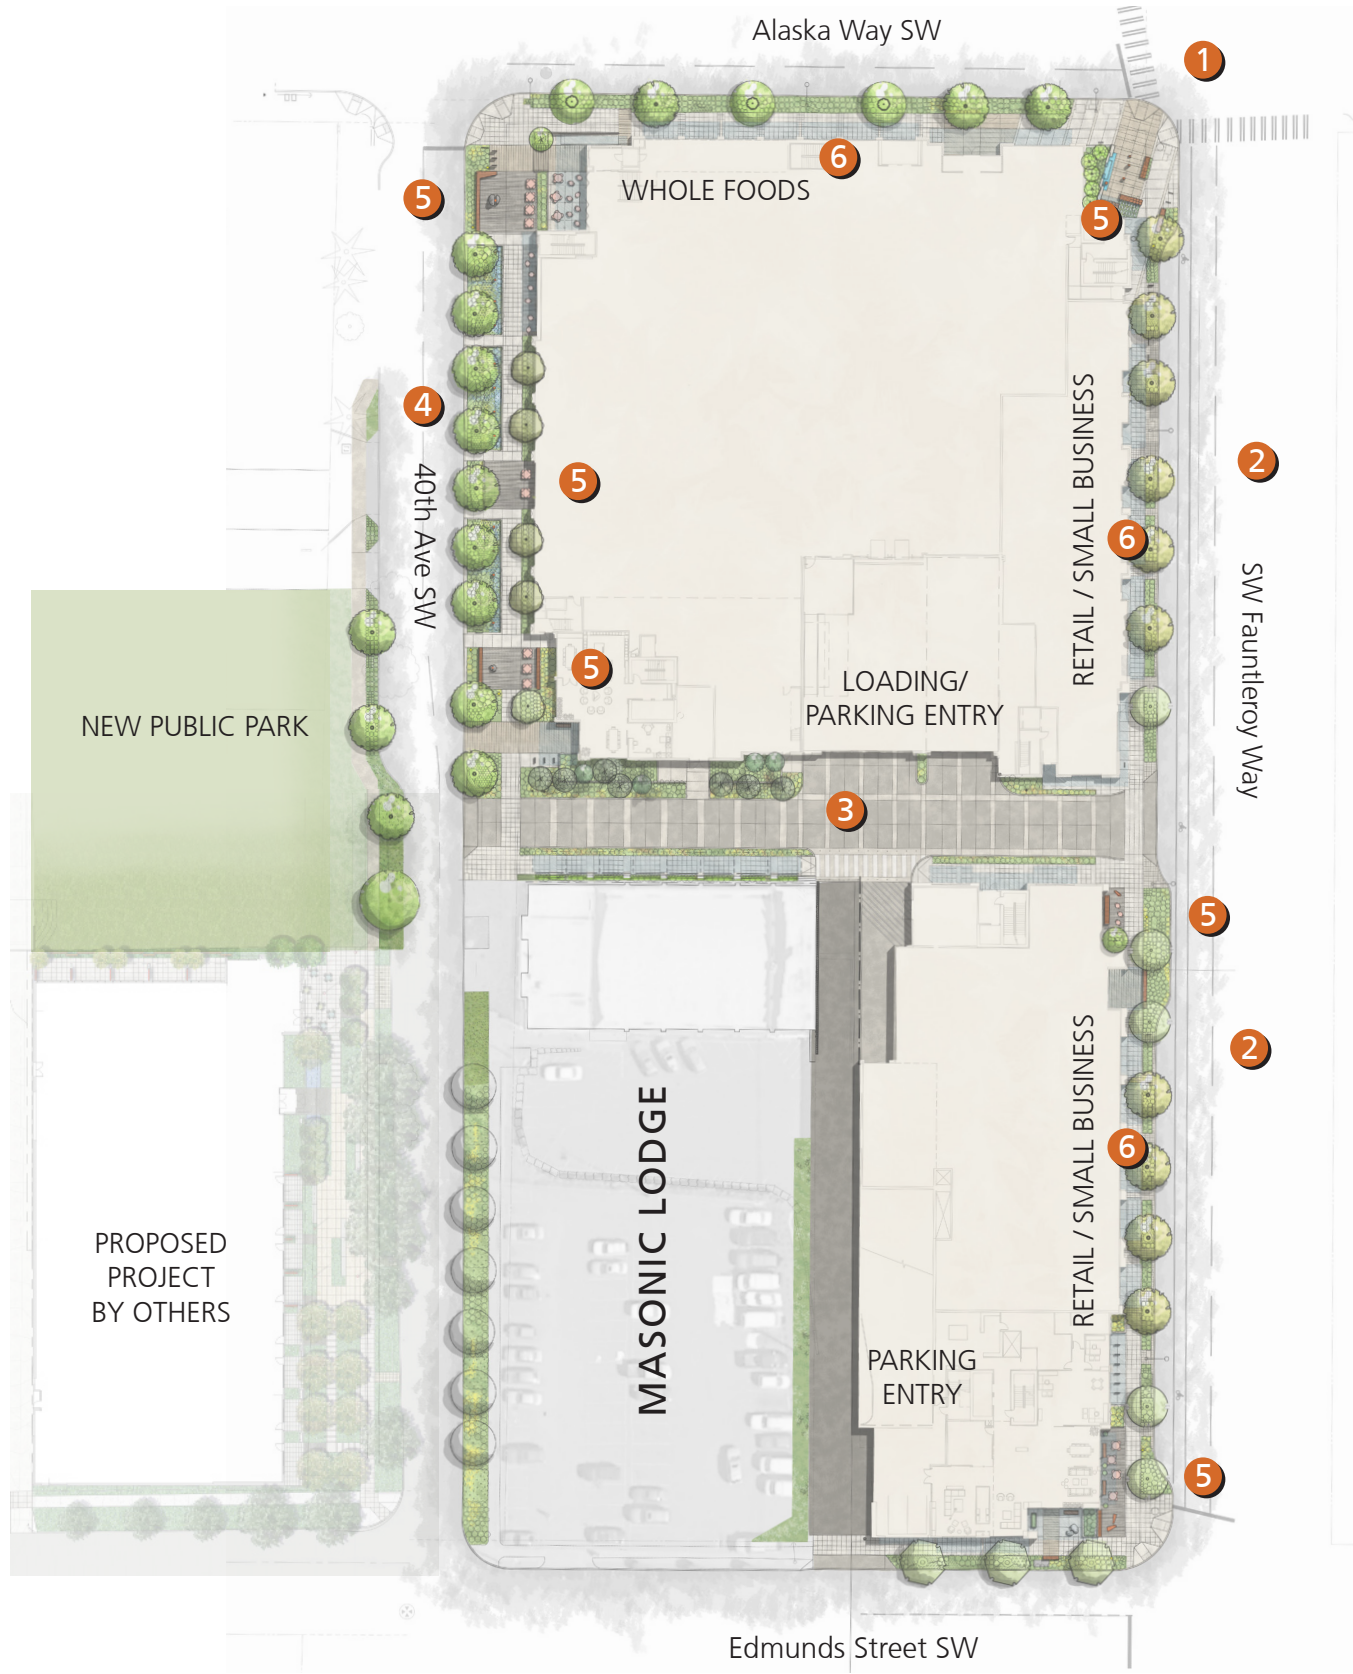 Alaska Way SW
1
6
WHOLE FOODS
5
5
4
40th Ave SW
5
2
RETAIL / SMALL BUSINESS
6
SW Fauntleroy Way
5
LOADING/
PARKING ENTRY
NEW PUBLIC PARK
3
5
2
MASONIC LODGE
RETAIL / SMALL BUSINESS
6
PROPOSED
PROJECT
BY OTHERS
PARKING
ENTRY
5
Edmunds Street SW